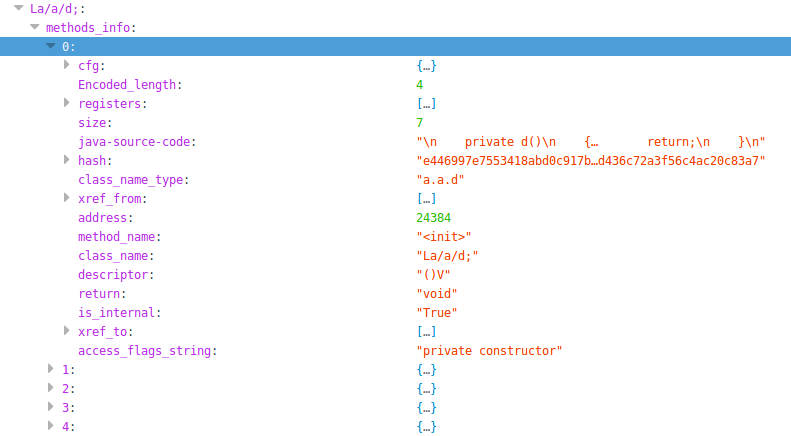 La/a/d;:
methods_info:
0:
cfg: {…}
Encoded_length: 4
registers: […]
size: 7
java-source-code: "\n    private d()\n    {…       return;\n    }\n"
hash: "e446997e7553418abd0c917b…d436c72a3f56c4ac20c83a7"
class_name_type: "a.a.d"
xref_from: […]
address: 24384
method_name: "<init>"
class_name: "La/a/d;"
descriptor: "()V"
return: "void"
is_internal: "True"
xref_to: […]
access_flags_string: "private constructor"
1: {…}
2: {…}
3: {…}
4: {…}